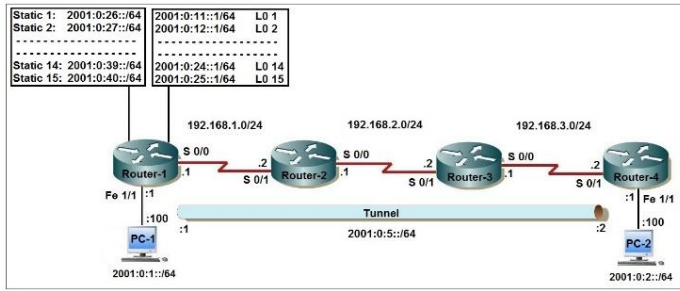 Static 1: 2001:0:26::/64
Static 2: 2001:0:27::/64
Static 14: 2001:0:39::/64
Static 15: 2001:0:40::/64
2001:0:11::1/64 L0 1
2001:0:12::1/64 L0 2
2001:0:24::1/64 L0 14
2001:0:25::1/64 L0 15
192.168.1.0/24
192.168.2.0/24
192.168.3.0/24
Router-1
S 0/0
.1
.2
S 0/1
Router-2
S 0/0
.1
.2
S 0/1
Router-3
S 0/0
.1
.2
S 0/1
Router-4
Fe 1/1
:1
:100
PC-1
2001:0:1::/64
:1
Tunnel
:2
2001:0:5::/64
Fe 1/1
:1
:100
PC-2
2001:0:2::/64